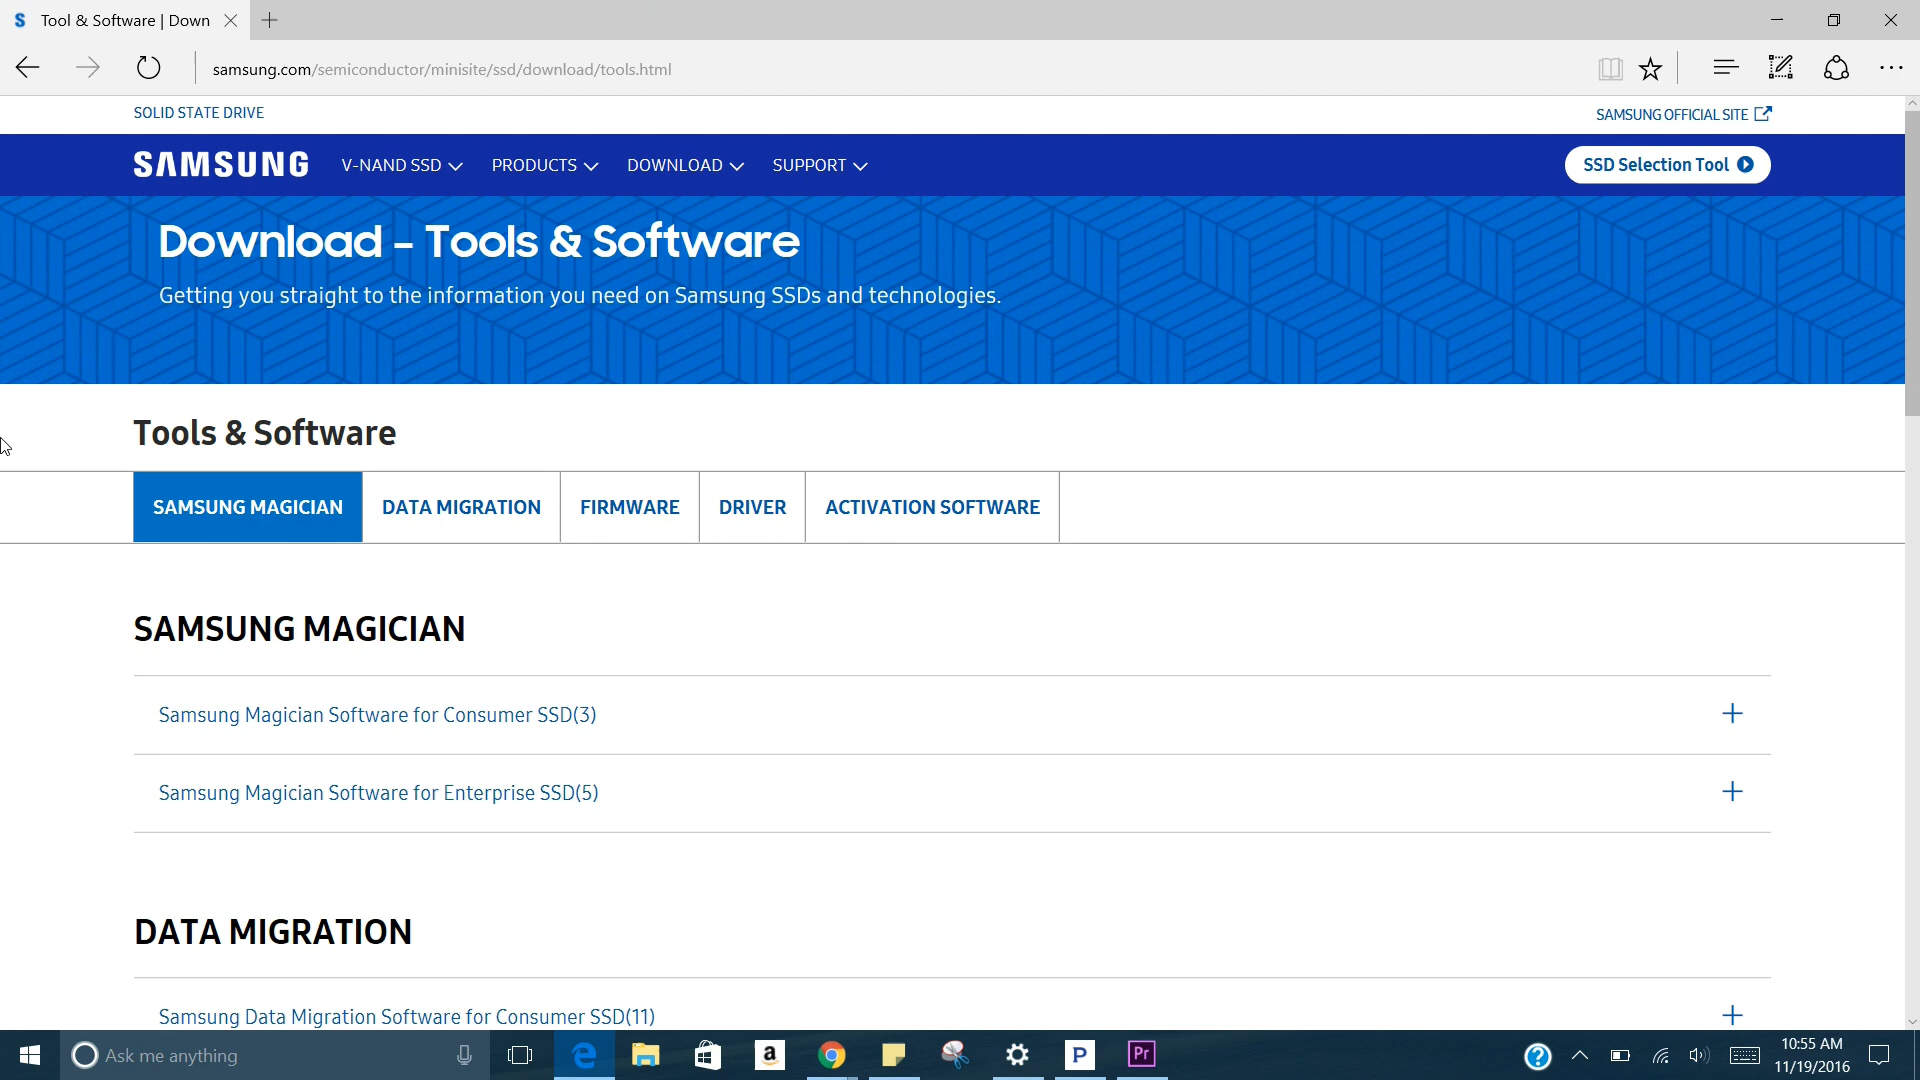 Tool & Software | Down
samsung.com/semiconductor/minisite/ssd/download/tools.html
SOLID STATE DRIVE
SAMSUNG OFFICIAL SITE
SAMSUNG V-NAND SSD PRODUCTS DOWNLOAD SUPPORT SSD Selection Tool
Download - Tools & Software
Getting you straight to the information you need on Samsung SSDs and technologies.
Tools & Software
SAMSUNG MAGICIAN DATA MIGRATION FIRMWARE DRIVER ACTIVATION SOFTWARE
SAMSUNG MAGICIAN
Samsung Magician Software for Consumer SSD(3)
Samsung Magician Software for Enterprise SSD(5)
DATA MIGRATION
Samsung Data Migration Software for Consumer SSD(11)
Ask me anything
10:55 AM
11/19/2016